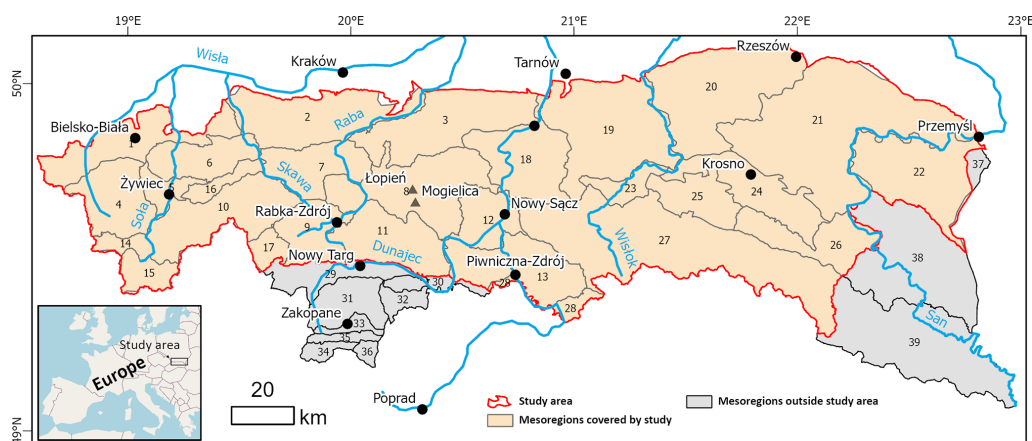 19°E
20°E
21°E
22°E
23°E
50°N
49°N
Wisła
Kraków
Tarnów
Rzeszów
20
2
Raba
3
21
Bielsko-Biała
1
19
Przemyśl
6
7
18
Krosno
37
Skawa
Łopień
22
Żywiec
5
16
8
Mogielica
23
25
24
4
Soła
10
Rabka-Zdrój
9
12
Nowy-Sącz
14
17
11
Wisłok
27
26
Dunajec
Nowy Targ
Piwniczna-Zdrój
38
15
29
30
28
13
31
32
28
Zakopane
33
San
35
34
36
39
Study area
Europe
Poprad
20
km
Study area
Mesoregions covered by study
Mesoregions outside study area